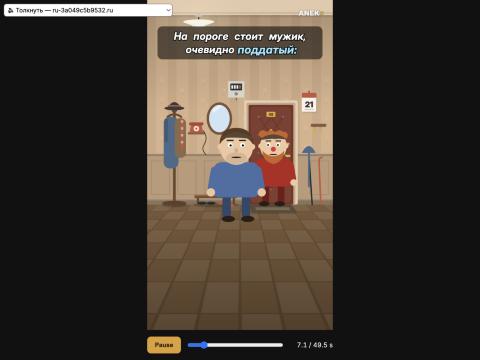 Толкнуть — ru-3a049c5b9532.ru
ANEK
На пороге стоит мужик,
очевидно поддатый:
21
Pause
7.1 / 49.5 s